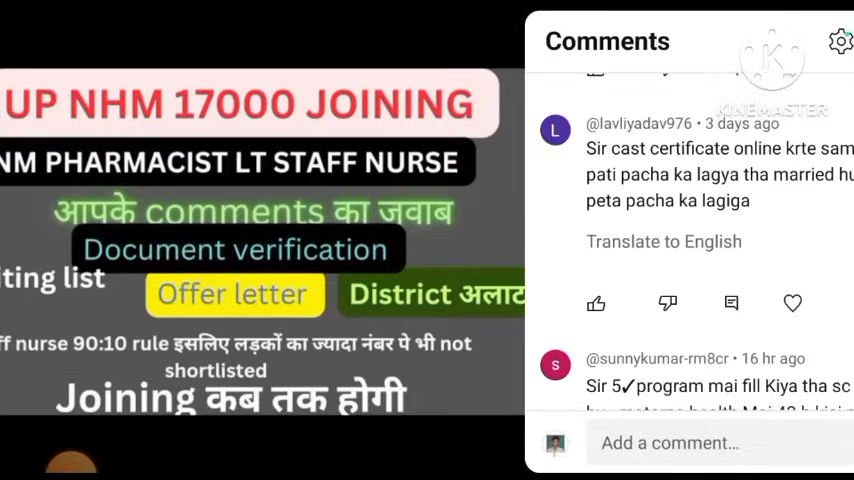 UP NHM 17000 JOINING
NM PHARMACIST LT STAFF NURSE
आपके comments का जवाब
Document verification
iting list
Offer letter
District अलाट
ff nurse 90:10 rule इसलिए लड़कों का ज्यादा नंबर पे भी not
shortlisted
Joining कब तक होगी
Comments
K
KINEMASTER
L
@lavliyadav976 • 3 days ago
Sir cast certificate online krte sam
pati pacha ka lagya tha married hu
peta pacha ka lagiga
Translate to English
s
@sunnykumar-rm8cr • 16 hr ago
Sir 5✓program mai fill Kiya tha sc
Add a comment...